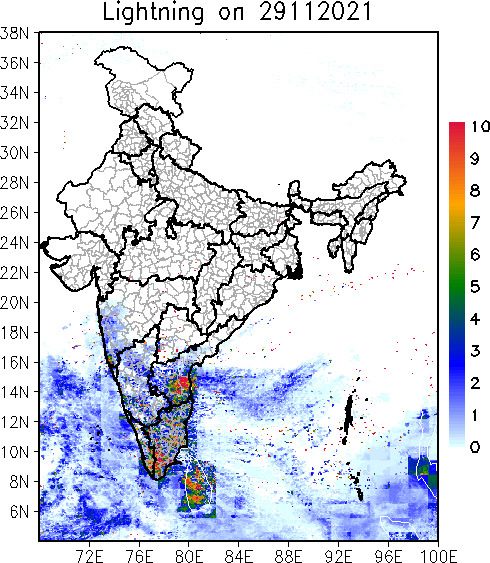 Lightning on 29112021
38N
36N
34N
32N
30N
28N
26N
24N
22N
20N
18N
16N
14N
12N
10N
8N
6N
72E 76E 80E 84E 88E 92E 96E 100E
10
9
8
7
6
5
4
3
2
1
0